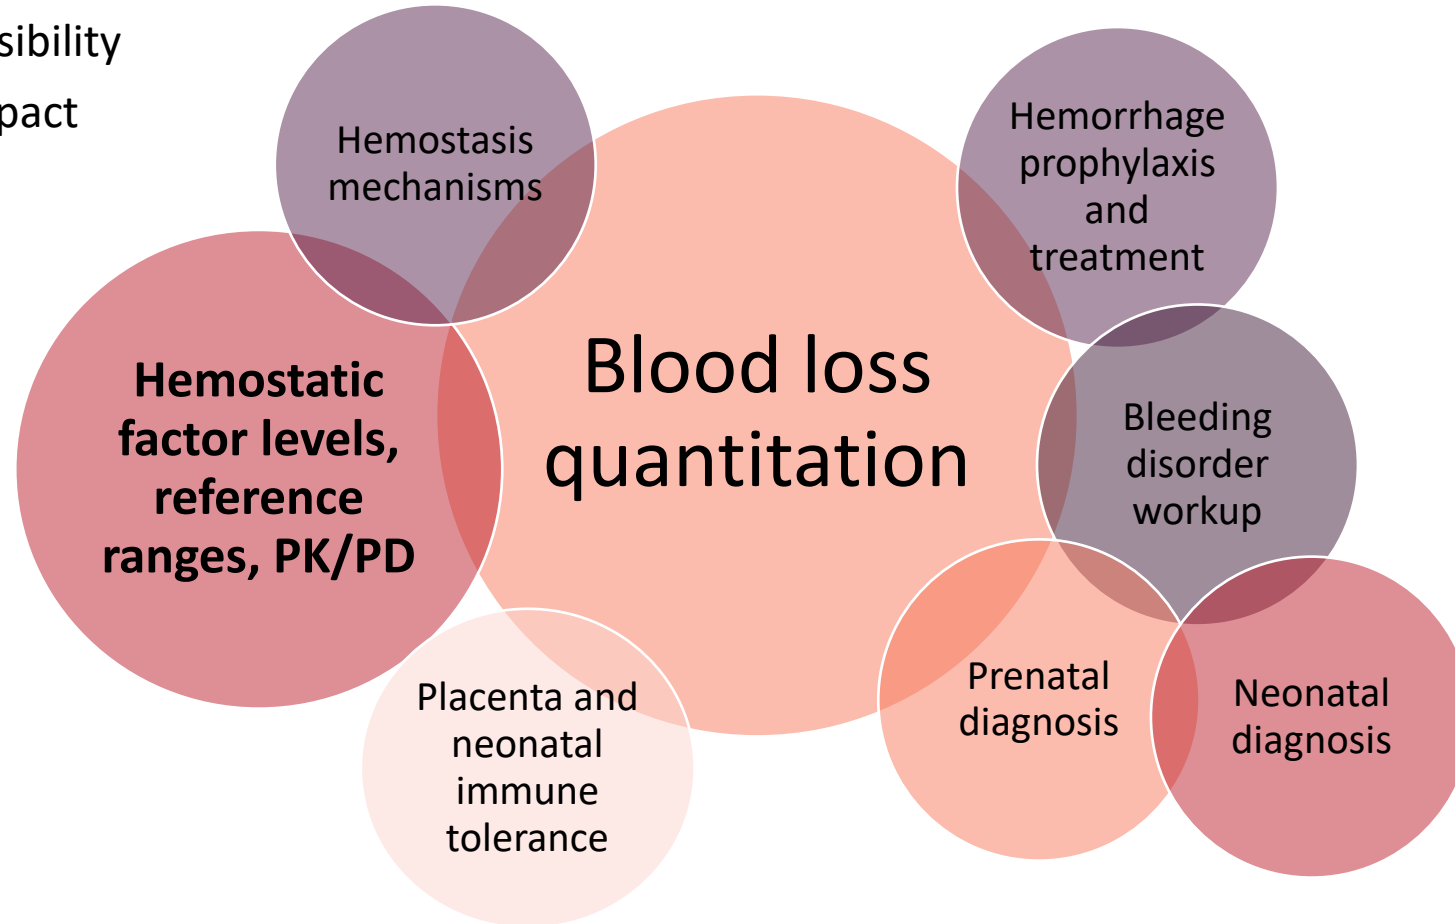 sibility
pact
Hemostasis
mechanisms
Hemorrhage
prophylaxis
and
treatment
Hemostatic
factor levels,
reference
ranges, PK/PD
Blood loss
quantitation
Bleeding
disorder
workup
Placenta and
neonatal
immune
tolerance
Prenatal
diagnosis
Neonatal
diagnosis